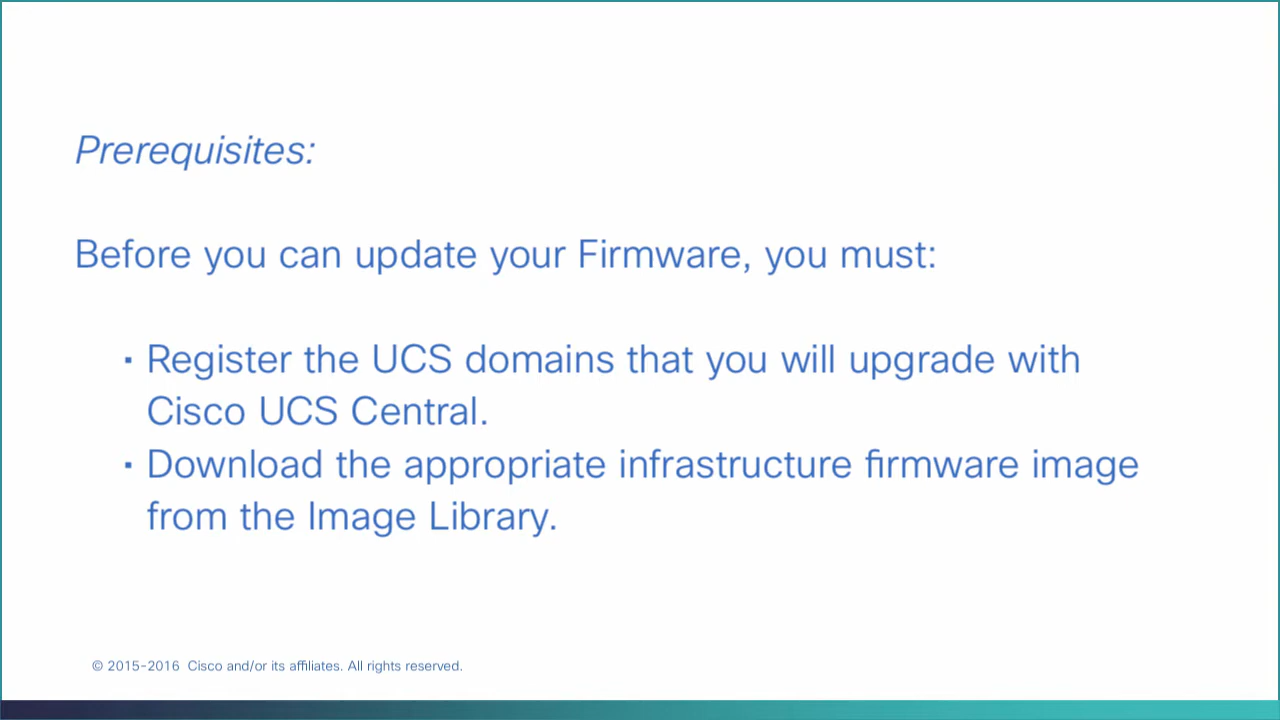 Prerequisites:
Before you can update your Firmware, you must:
▪ Register the UCS domains that you will upgrade with
Cisco UCS Central.
▪ Download the appropriate infrastructure firmware image
from the Image Library.
© 2015-2016 Cisco and/or its affiliates. All rights reserved.